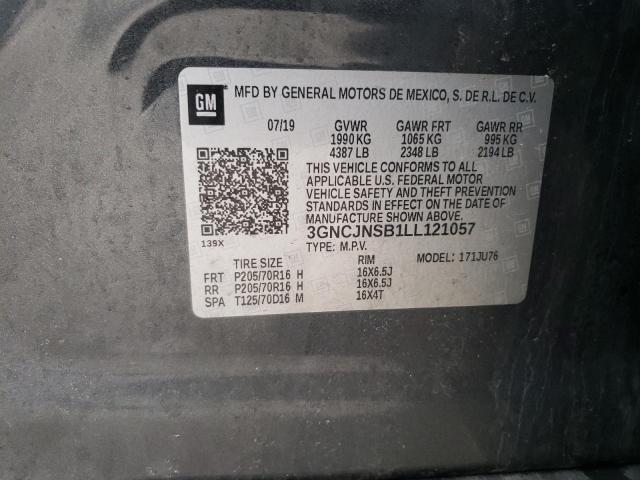 GM MFD BY GENERAL MOTORS DE MEXICO, S. DE R.L. DE C.V.
07/19 GVWR GAWR FRT GAWR RR
1990 KG 1065 KG 995 KG
4387 LB 2348 LB 2194 LB
THIS VEHICLE CONFORMS TO ALL
APPLICABLE U.S. FEDERAL MOTOR
VEHICLE SAFETY AND THEFT PREVENTION
STANDARDS IN EFFECT ON THE DATE OF
MANUFACTURE SHOWN ABOVE.
3GNCJNSB1LL121057
139X TYPE: M.P.V. MODEL: 171JU76
TIRE SIZE RIM
FRT P205/70R16 H 16X6.5J
RR P205/70R16 H 16X6.5J
SPA T125/70D16 M 16X4T